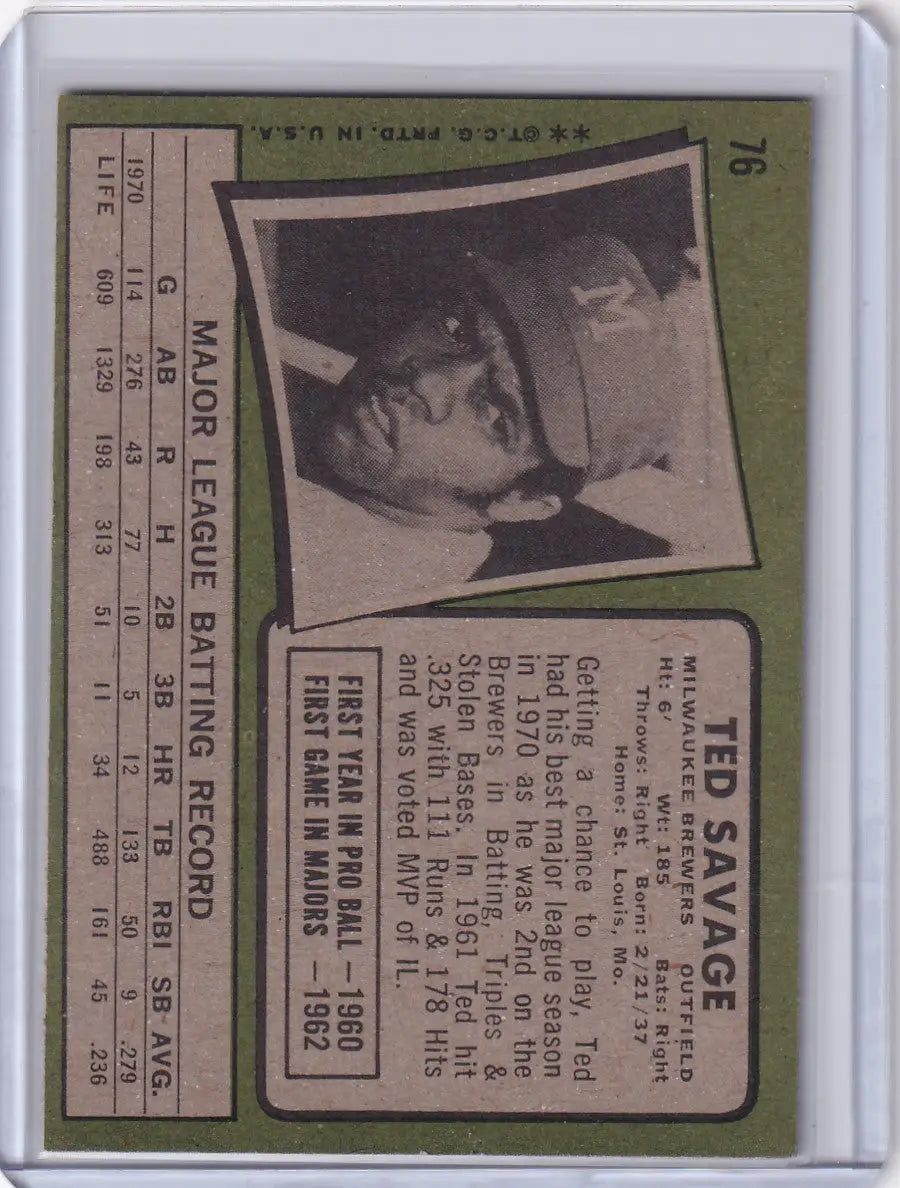 76
**©T.C.G. PRTD. IN U.S.A.
M
TED SAVAGE
MILWAUKEE BREWERS OUTFIELD
Ht: 6' Wt: 185 Bats: Right
Throws: Right Born: 2/21/37
Home: St. Louis, Mo.
Getting a chance to play, Ted
had his best major league season
in 1970 as he was 2nd on the
Brewers in Batting, Triples &
Stolen Bases. In 1961 Ted hit
.325 with 111 Runs & 178 Hits
and was voted MVP of IL.
FIRST YEAR IN PRO BALL —1960
FIRST GAME IN MAJORS —1962
MAJOR LEAGUE BATTING RECORD
G AB R H 2B 3B HR TB RBI SB AVG.
1970 114 276 43 77 10 5 12 133 50 9 .279
LIFE 609 1329 198 313 51 11 34 488 161 45 .236